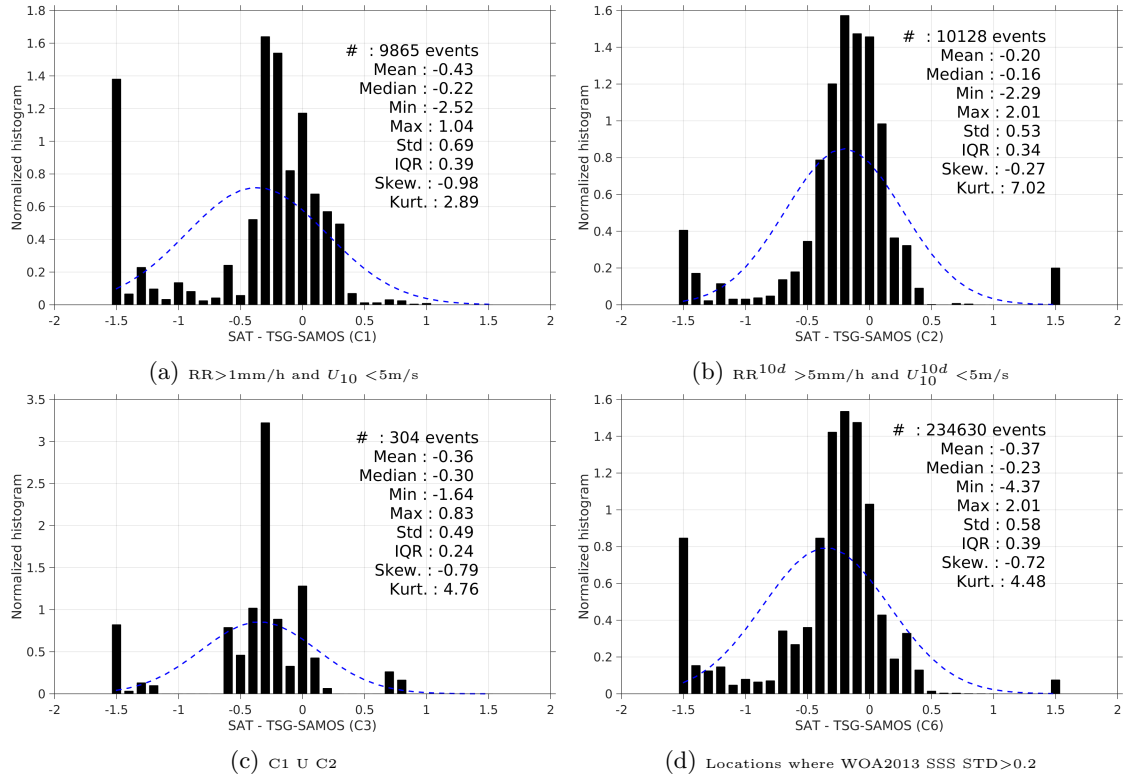 1.8
1.6
1.4
1.2
1
0.8
0.6
0.4
0.2
0
Normalized histogram
# : 9865 events
Mean : -0.43
Median : -0.22
Min : -2.52
Max : 1.04
Std : 0.69
IQR : 0.39
Skew. : -0.98
Kurt. : 2.89
-2 -1.5 -1 -0.5 0 0.5 1 1.5 2
SAT - TSG-SAMOS (C1)
(a) RR>1mm/h and U10 <5m/s
1.6
1.4
1.2
1
0.8
0.6
0.4
0.2
0
Normalized histogram
# : 10128 events
Mean : -0.20
Median : -0.16
Min : -2.29
Max : 2.01
Std : 0.53
IQR : 0.34
Skew. : -0.27
Kurt. : 7.02
-2 -1.5 -1 -0.5 0 0.5 1 1.5 2
SAT - TSG-SAMOS (C2)
(b) RR10d >5mm/h and U10d10 <5m/s
3.5
3
2.5
2
1.5
1
0.5
0
Normalized histogram
# : 304 events
Mean : -0.36
Median : -0.30
Min : -1.64
Max : 0.83
Std : 0.49
IQR : 0.24
Skew. : -0.79
Kurt. : 4.76
-2 -1.5 -1 -0.5 0 0.5 1 1.5 2
SAT - TSG-SAMOS (C3)
(c) C1 U C2
1.6
1.4
1.2
1
0.8
0.6
0.4
0.2
0
Normalized histogram
# : 234630 events
Mean : -0.37
Median : -0.23
Min : -4.37
Max : 2.01
Std : 0.58
IQR : 0.39
Skew. : -0.72
Kurt. : 4.48
-2 -1.5 -1 -0.5 0 0.5 1 1.5 2
SAT - TSG-SAMOS (C6)
(d) Locations where WOA2013 SSS STD>0.2